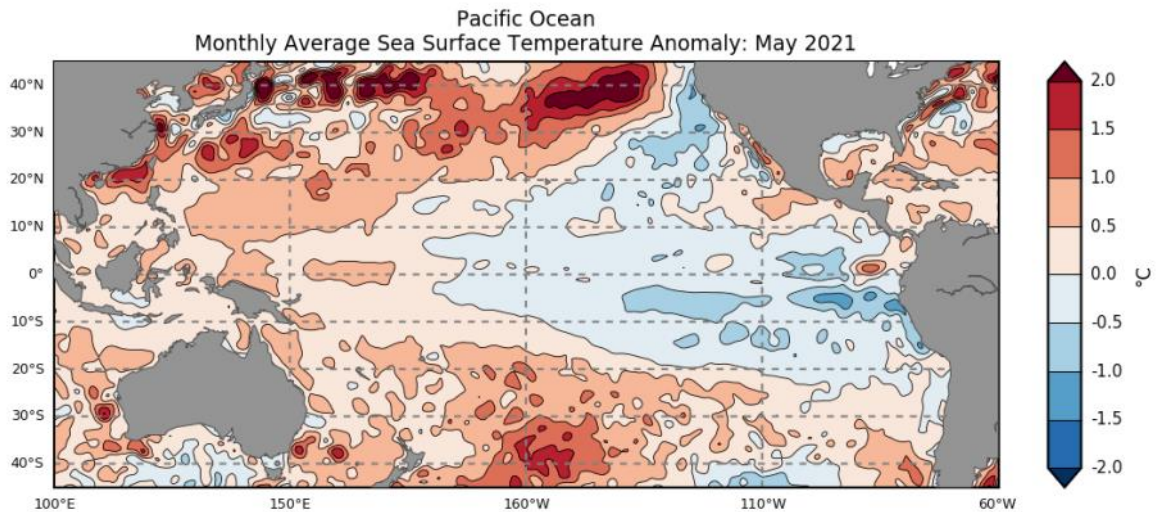 Pacific Ocean
Monthly Average Sea Surface Temperature Anomaly: May 2021
40°N
30°N
20°N
10°N
0°
10°S
20°S
30°S
40°S
100°E
150°E
160°W
110°W
60°W
2.0
1.5
1.0
0.5
0.0
-0.5
-1.0
-1.5
-2.0
°C